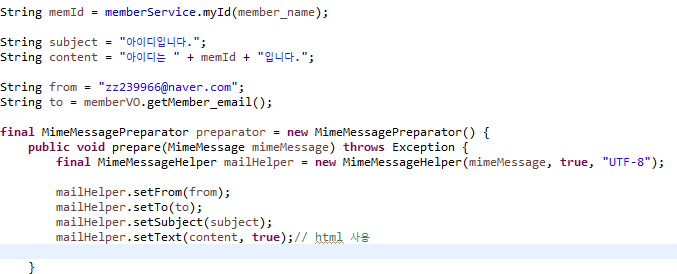 String memId = memberService.myId(member_name);
String subject = "아이디입니다.";
String content = "아이디는 " + memId + "입니다.";
String from = "zz239966@naver.com";
String to = memberVO.getMember_email();
final MimeMessagePreparator preparator = new MimeMessagePreparator() {
public void prepare(MimeMessage mimeMessage) throws Exception {
final MimeMessageHelper mailHelper = new MimeMessageHelper(mimeMessage, true, "UTF-8");
mailHelper.setFrom(from);
mailHelper.setTo(to);
mailHelper.setSubject(subject);
mailHelper.setText(content, true);// html 사용
}